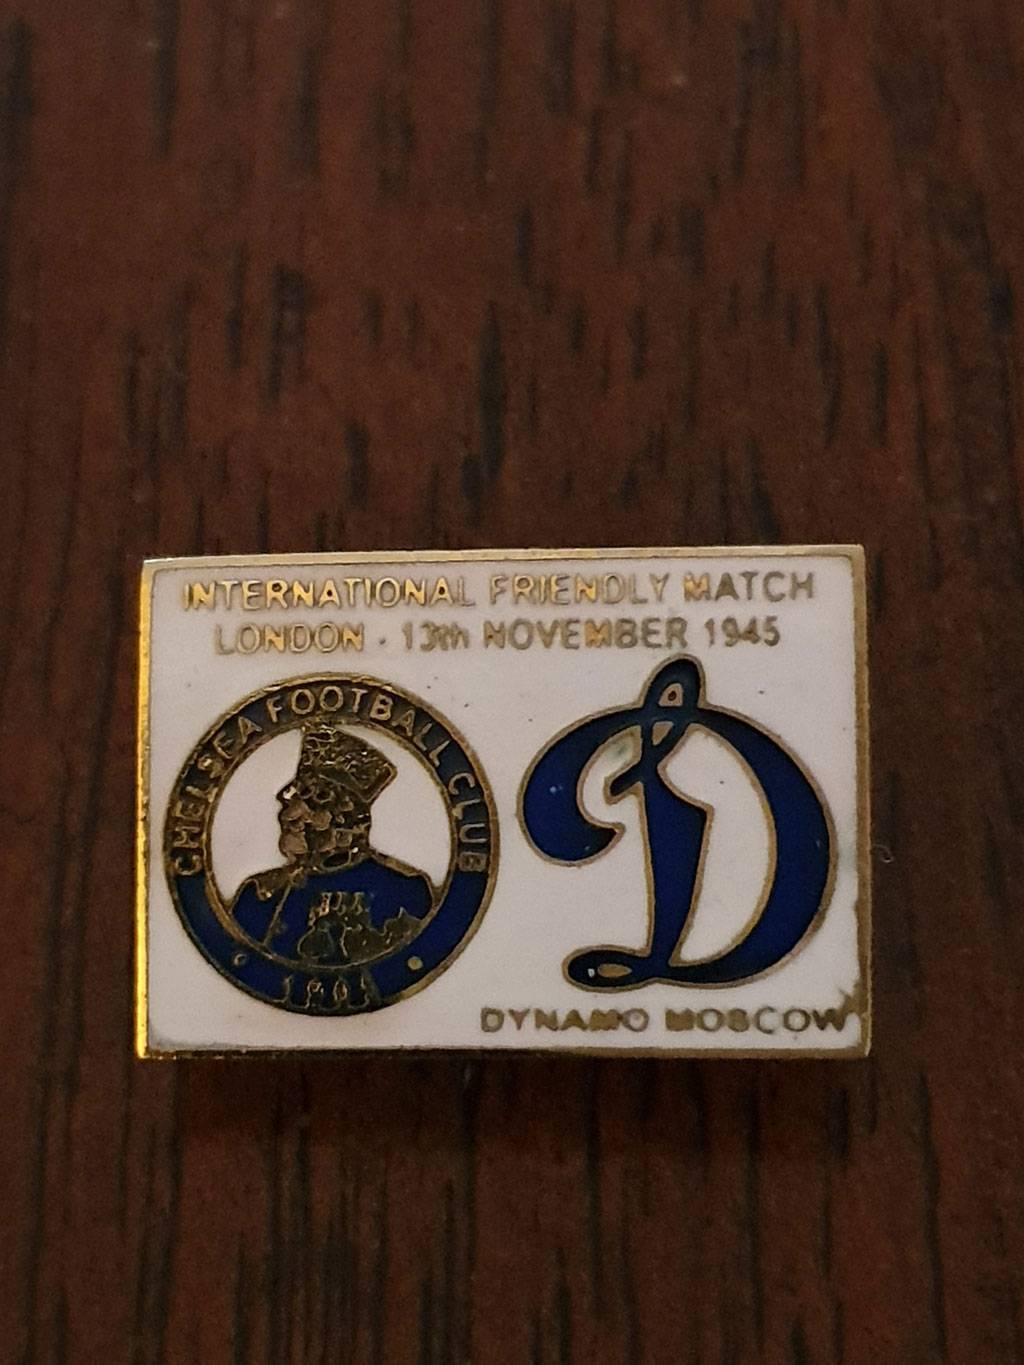 INTERNATIONAL FRIENDLY MATCH
LONDON · 13th NOVEMBER 1945
CHELSEA FOOTBALL CLUB
D
DYNAMO MOSCOW